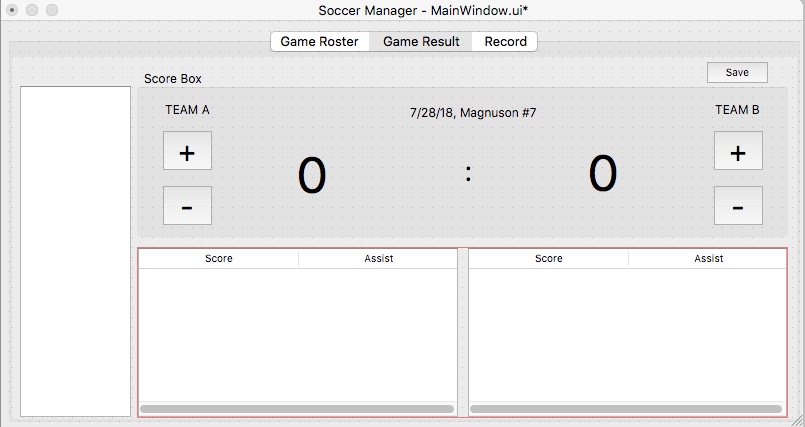 Soccer Manager - MainWindow.ui*
Game Roster Game Result Record
Save
Score Box
TEAM A
7/28/18, Magnuson #7
TEAM B
+
0
:
0
+
-
-
Score Assist
Score Assist